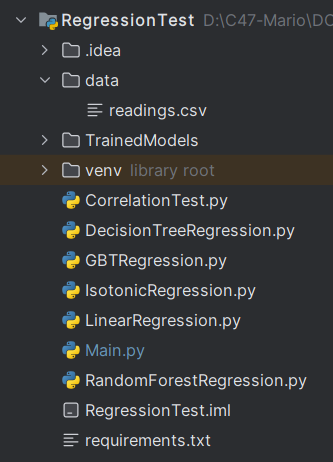 RegressionTest D:\C47-Mario\DO
.idea
data
readings.csv
TrainedModels
venv library root
CorrelationTest.py
DecisionTreeRegression.py
GBTRegression.py
IsotonicRegression.py
LinearRegression.py
Main.py
RandomForestRegression.py
RegressionTest.iml
requirements.txt